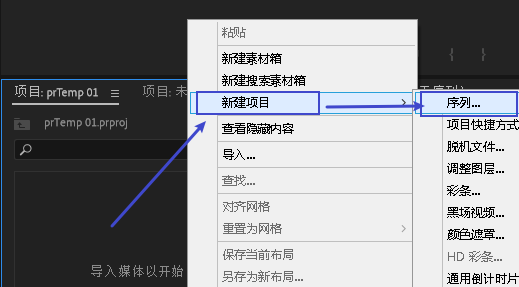 粘贴
新建素材箱
新建搜索素材箱
新建项目
查看隐藏内容
导入...
查找...
对齐网格
重置为网格
保存当前布局
另存为新布局...
序列...
项目快捷方式
脱机文件...
调整图层...
彩条...
黑场视频...
颜色遮罩...
HD 彩条...
通用倒计时片
项目: prTemp 01
项目: 未
prTemp 01.prproj
导入媒体以开始